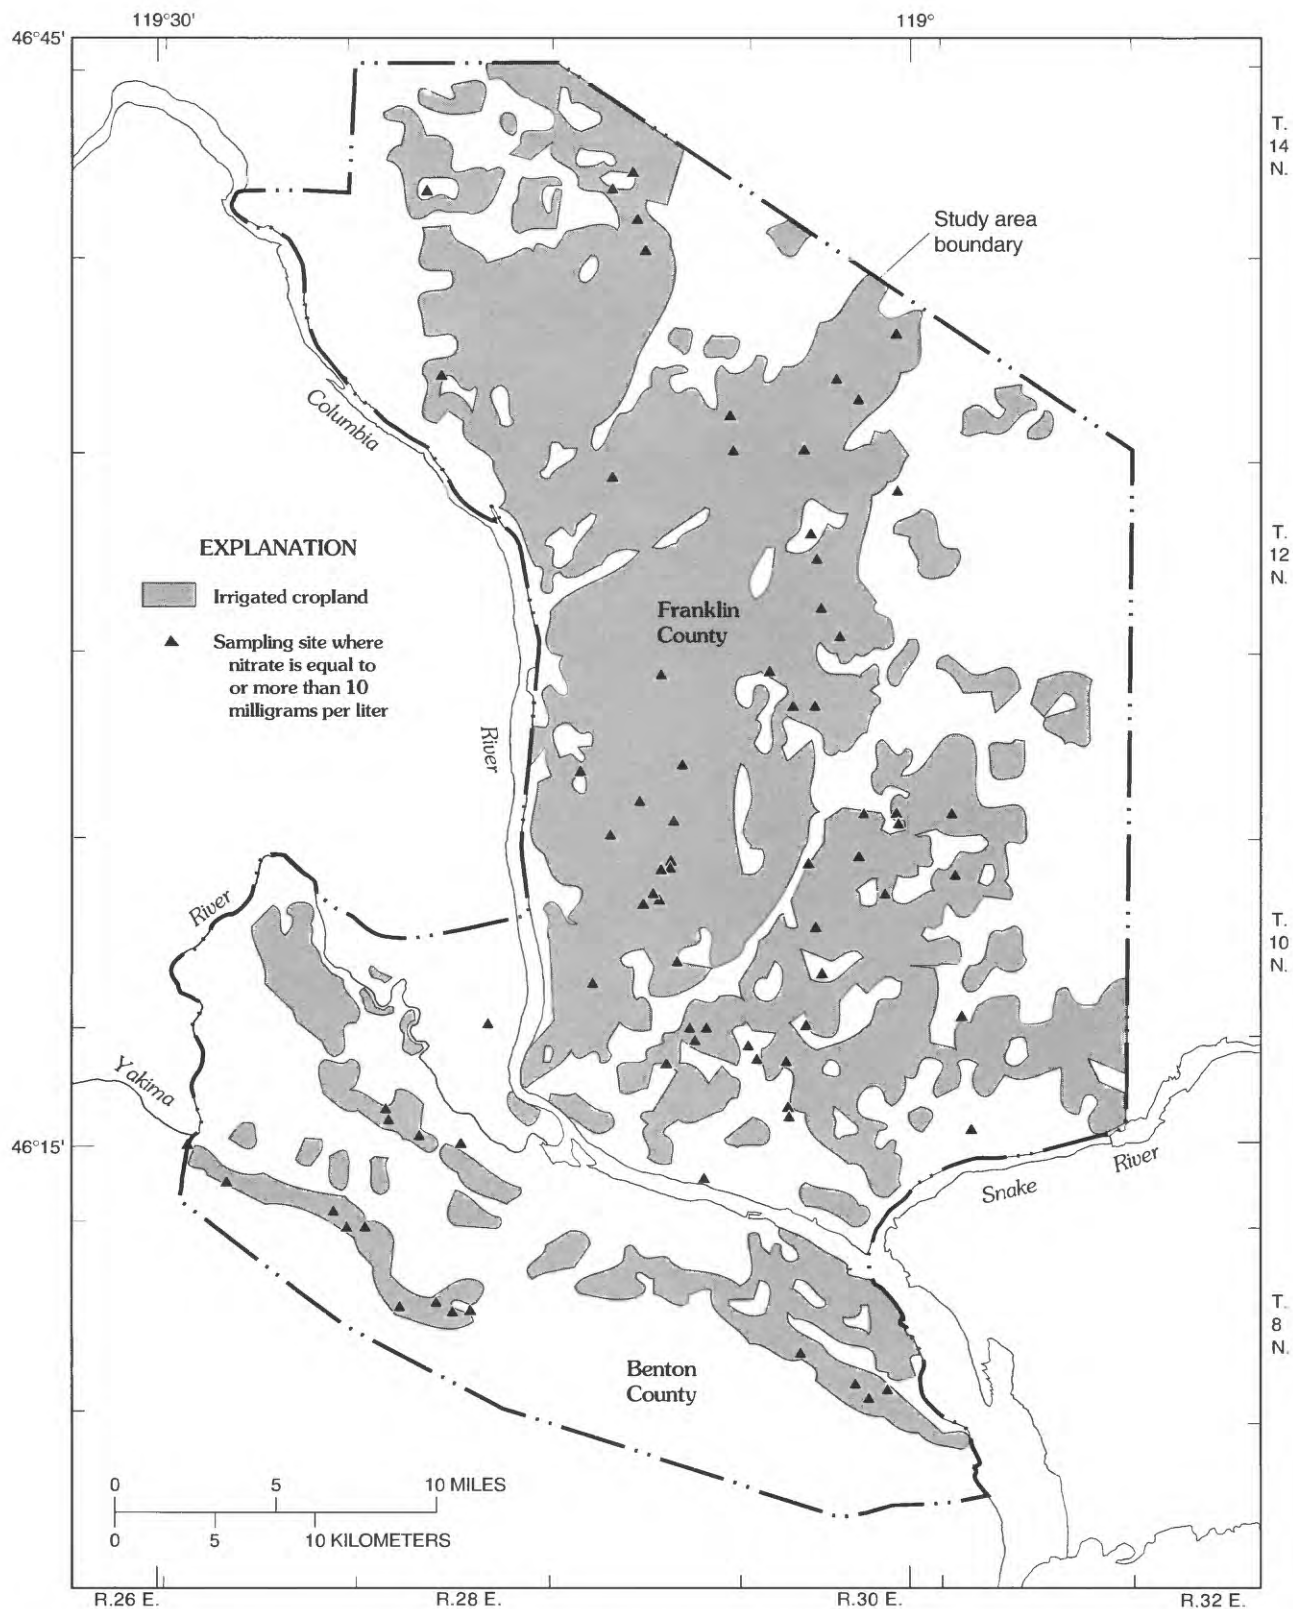 119°30'
119°
46°45'
T.
14
N.
Study area
boundary
Columbia
EXPLANATION
Irrigated cropland
Sampling site where
nitrate is equal to
or more than 10
milligrams per liter
T.
12
N.
Franklin
County
River
River
T.
10
N.
Yakima
46°15'
River
Snake
T.
8
N.
Benton
County
0 5 10 MILES
0 5 10 KILOMETERS
R.26 E. R.28 E. R.30 E. R.32 E.